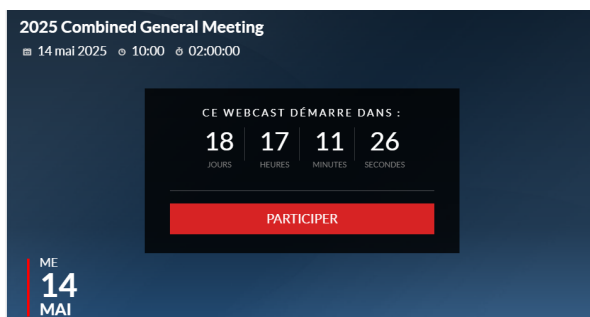 2025 Combined General Meeting
14 mai 2025 10:00 02:00:00
CE WEBCAST DÉMARRE DANS :
18 17 11 26
JOURS HEURES MINUTES SECONDES
PARTICIPER
ME
14
MAI